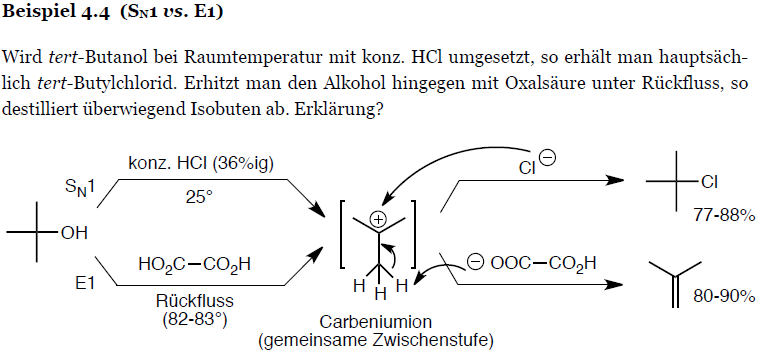 Beispiel 4.4 (SN1 vs. E1)
Wird tert-Butanol bei Raumtemperatur mit konz. HCl umgesetzt, so erhält man hauptsäch-
lich tert-Butylchlorid. Erhitzt man den Alkohol hingegen mit Oxalsäure unter Rückfluss, so
destilliert überwiegend Isobuten ab. Erklärung?
konz. HCl (36%ig)
SN1
25°
OH
HO2C−CO2H
E1
Rückfluss
(82-83°)
⊕
H H H
Carbeniumion
(gemeinsame Zwischenstufe)
Cl ⊖
Cl
77-88%
⊖ OOC−CO2H
80-90%